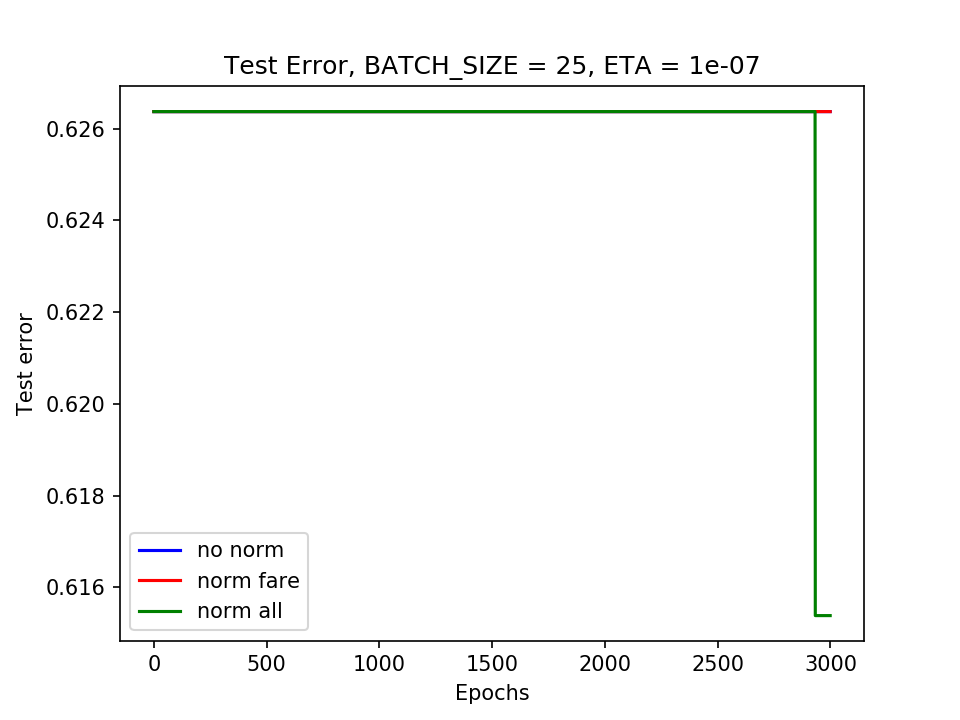 Test Error, BATCH_SIZE = 25, ETA = 1e-07
0.626
0.624
0.622
0.620
0.618
0.616
Test error
no norm
norm fare
norm all
0 500 1000 1500 2000 2500 3000
Epochs